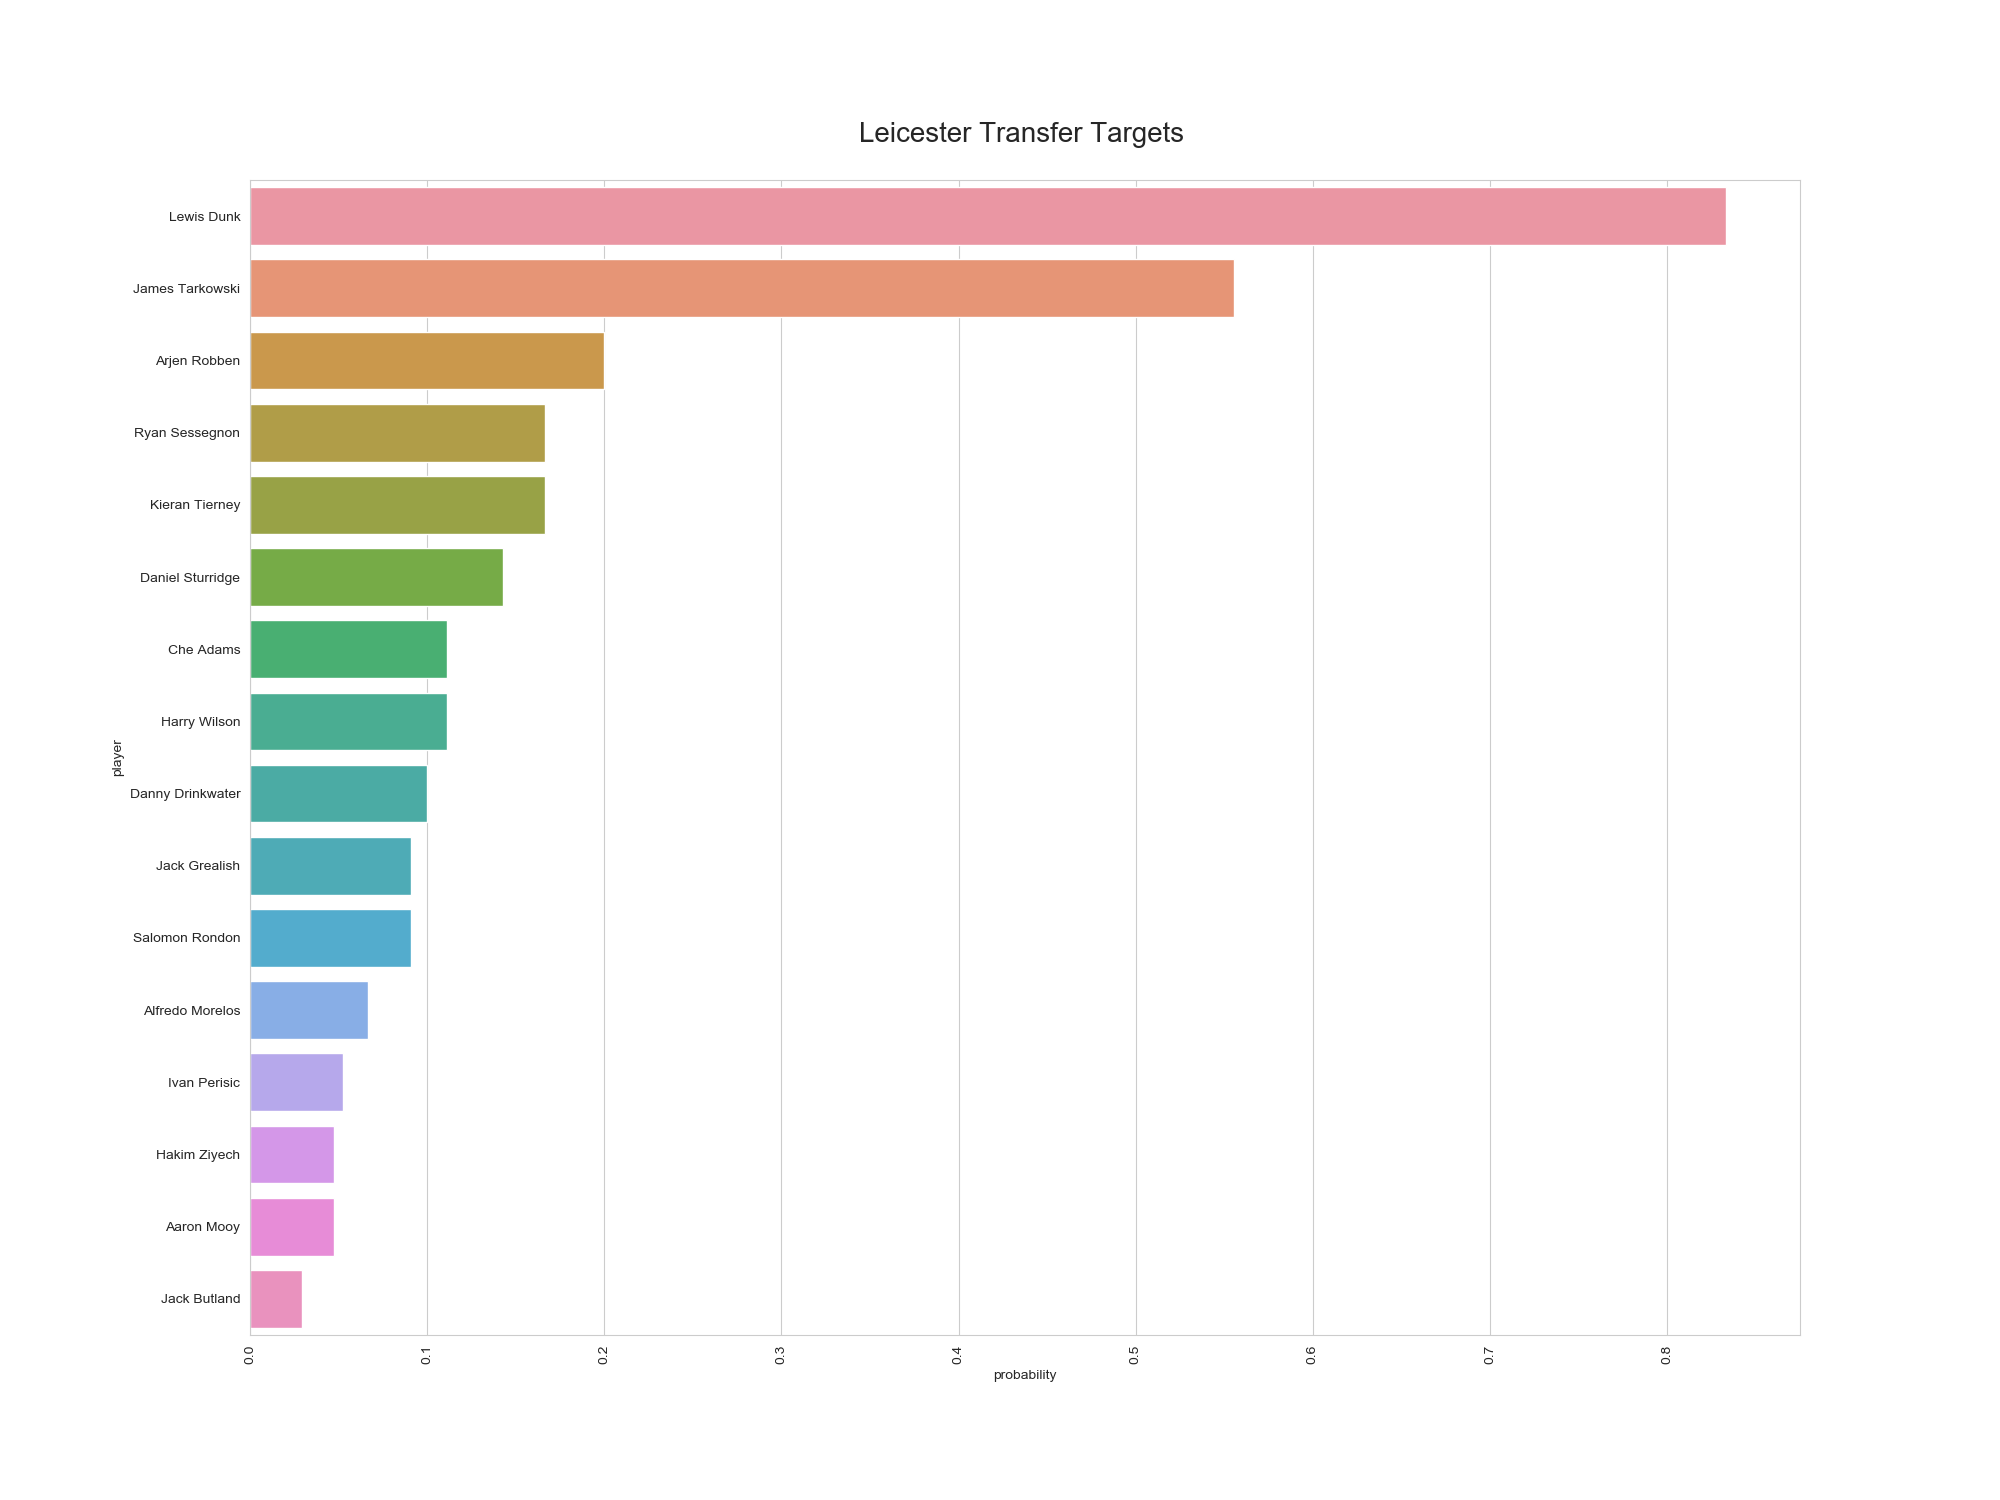 Leicester Transfer Targets
Lewis Dunk
James Tarkowski
Arjen Robben
Ryan Sessegnon
Kieran Tierney
Daniel Sturridge
Che Adams
Harry Wilson
player
Danny Drinkwater
Jack Grealish
Salomon Rondon
Alfredo Morelos
Ivan Perisic
Hakim Ziyech
Aaron Mooy
Jack Butland
0.0 0.1 0.2 0.3 0.4 0.5 0.6 0.7 0.8
probability